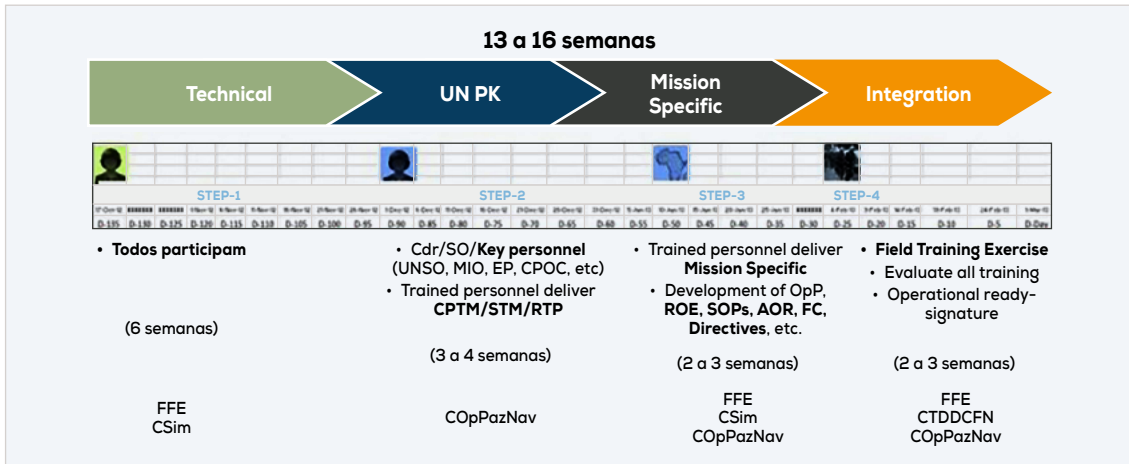 13 a 16 semanas
Technical
UN PK
Mission
Specific
Integration
STEP-1
STEP-2
STEP-3
STEP-4
D-135 D-130 D-125 D-120 D-115 D-110 D-105 D-100 D-95 D-90 D-85 D-80 D-75 D-70 D-65 D-60 D-55 D-50 D-45 D-40 D-35 D-30 D-25 D-20 D-15 D-10 D-5 D-Day
• Todos participam
(6 semanas)
FFE
CSim
• Cdr/SO/Key personnel
(UNSO, MIO, EP, CPOC, etc)
• Trained personnel deliver
CPTM/STM/RTP
(3 a 4 semanas)
COpPazNav
• Trained personnel deliver
Mission Specific
• Development of OpP,
ROE, SOPs, AOR, FC,
Directives, etc.
(2 a 3 semanas)
FFE
CSim
COpPazNav
• Field Training Exercise
• Evaluate all training
• Operational ready-
signature
(2 a 3 semanas)
FFE
CTDDCFN
COpPazNav